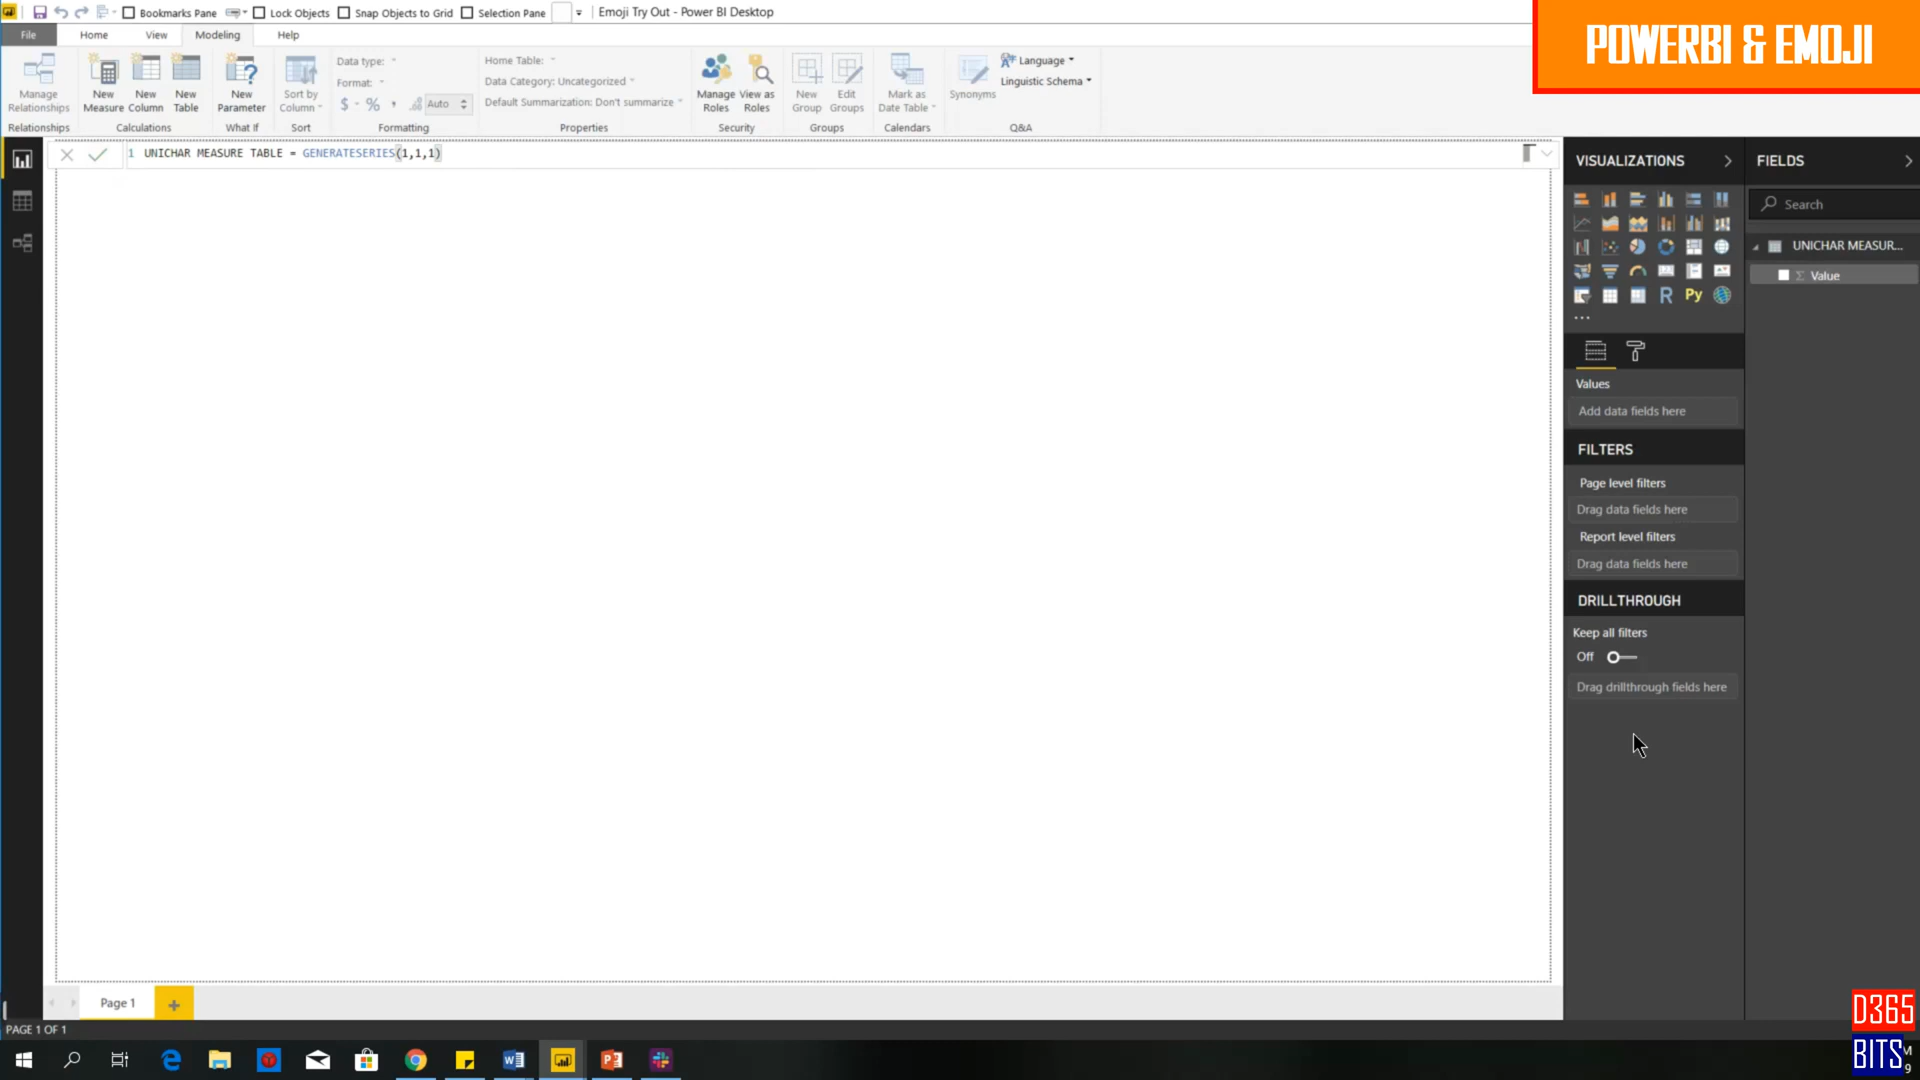 Bookmarks Pane Lock Objects Snap Objects to Grid Selection Pane Emoji Try Out - Power BI Desktop
POWERBI & EMOJI
File Home View Modeling Help
Manage Relationships
New Measure
New Column
New Table
New Parameter
Sort by Column
Data type:
Format:
$ % , Auto
Home Table:
Data Category: Uncategorized
Default Summarization: Don't summarize
Manage Roles
View as Roles
New Group
Edit Groups
Mark as Date Table
Synonyms
Language
Linguistic Schema
Relationships Calculations What If Sort Formatting Properties Security Groups Calendars Q&A
1 UNICHAR MEASURE TABLE = GENERATESERIES(1,1,1)
VISUALIZATIONS
R Py
...
Values
Add data fields here
FILTERS
Page level filters
Drag data fields here
Report level filters
Drag data fields here
DRILLTHROUGH
Keep all filters
Off
Drag drillthrough fields here
FIELDS
Search
UNICHAR MEASUR...
Σ Value
Page 1 +
PAGE 1 OF 1
D365
BITS
M
9